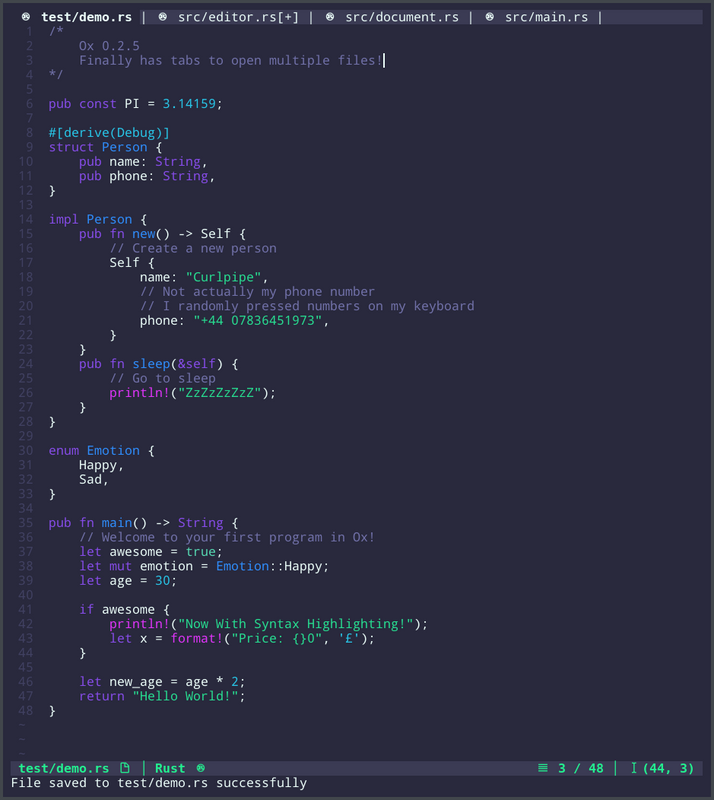 test/demo.rs | src/editor.rs[+] | src/document.rs | src/main.rs |
1 /*
2     Ox 0.2.5
3     Finally has tabs to open multiple files!
4 */
5
6 pub const PI = 3.14159;
7
8 #[derive(Debug)]
9 struct Person {
10     pub name: String,
11     pub phone: String,
12 }
13
14 impl Person {
15     pub fn new() -> Self {
16         // Create a new person
17         Self {
18             name: "Curlpipe",
19             // Not actually my phone number
20             // I randomly pressed numbers on my keyboard
21             phone: "+44 07836451973",
22         }
23     }
24     pub fn sleep(&self) {
25         // Go to sleep
26         println!("ZzZzZzZzZ");
27     }
28 }
29
30 enum Emotion {
31     Happy,
32     Sad,
33 }
34
35 pub fn main() -> String {
36     // Welcome to your first program in Ox!
37     let awesome = true;
38     let mut emotion = Emotion::Happy;
39     let age = 30;
40
41     if awesome {
42         println!("Now With Syntax Highlighting!");
43         let x = format!("Price: {}0", '£');
44     }
45
46     let new_age = age * 2;
47     return "Hello World!";
48 }
~
~
~
test/demo.rs │ Rust 3 / 48 │ (44, 3)
File saved to test/demo.rs successfully